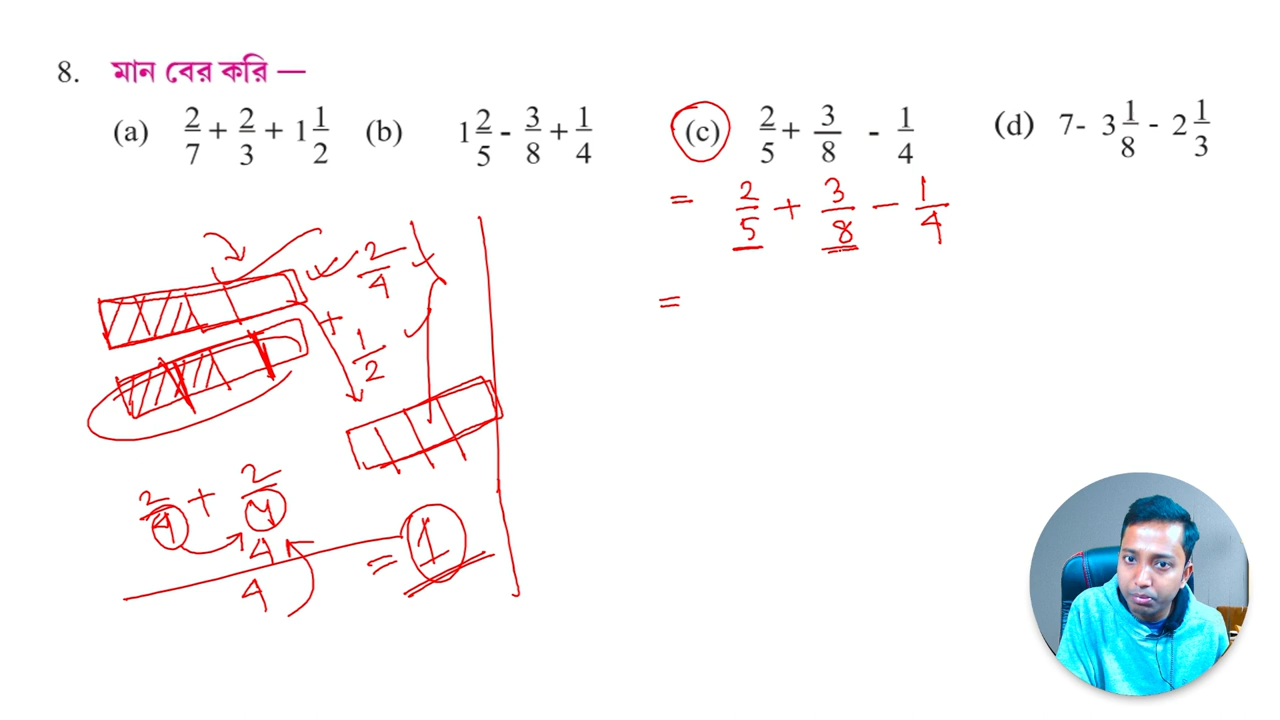 8. মান বের করি —
(a) 2/7 + 2/3 + 1 1/2 (b) 1 2/5 - 3/8 + 1/4 (c) 2/5 + 3/8 - 1/4 (d) 7- 3 1/8 - 2 1/3
= 2/5 + 3/8 − 1/4
=
2/4
+
1/2
2/4 + 2/4
4
4
= 1